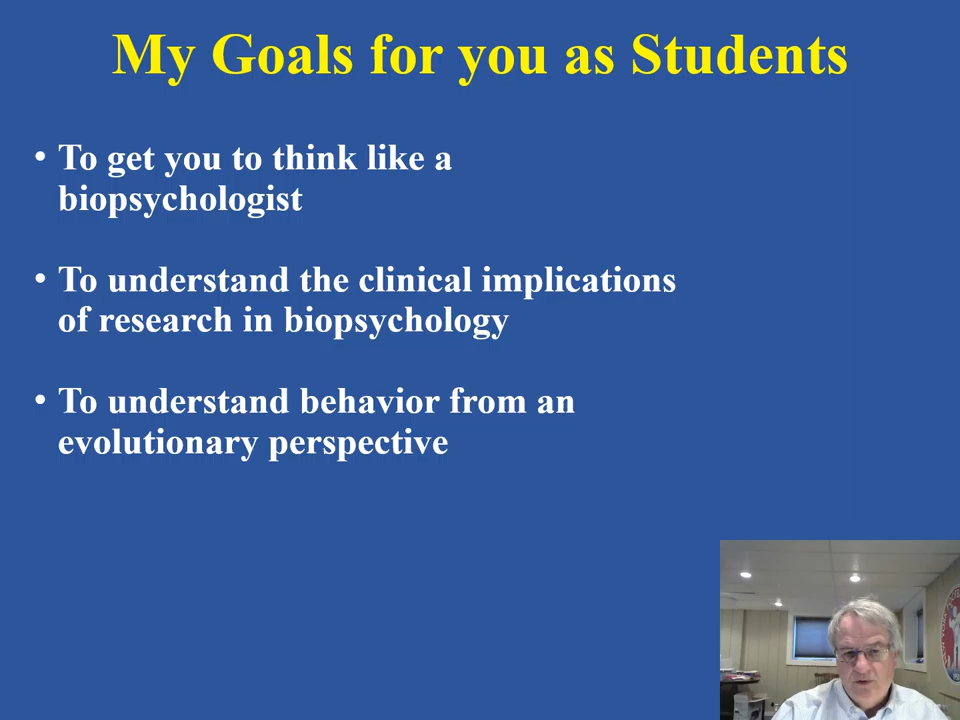 My Goals for you as Students
• To get you to think like a
biopsychologist
• To understand the clinical implications
of research in biopsychology
• To understand behavior from an
evolutionary perspective